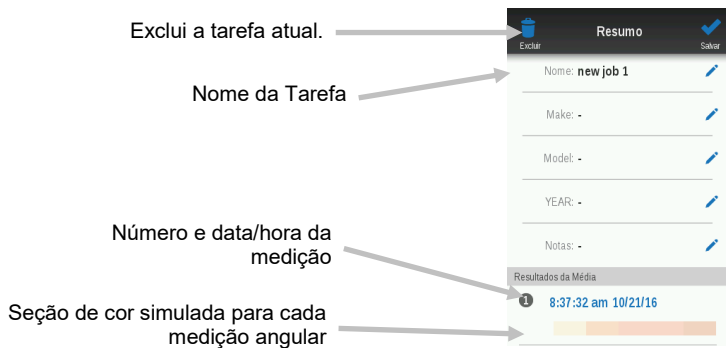 Exclui a tarefa atual.
Resumo
Excluir
Salvar
Nome: new job 1
Nome da Tarefa
Make: -
Model: -
YEAR: -
Número e data/hora da
medição
Notas: -
Resultados da Média
1 8:37:32 am 10/21/16
Seção de cor simulada para cada
medição angular